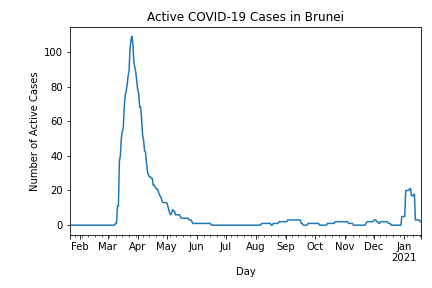 Active COVID-19 Cases in Brunei
Number of Active Cases
100
80
60
40
20
0
Feb Mar Apr May Jun Jul Aug Sep Oct Nov Dec Jan
2021
Day